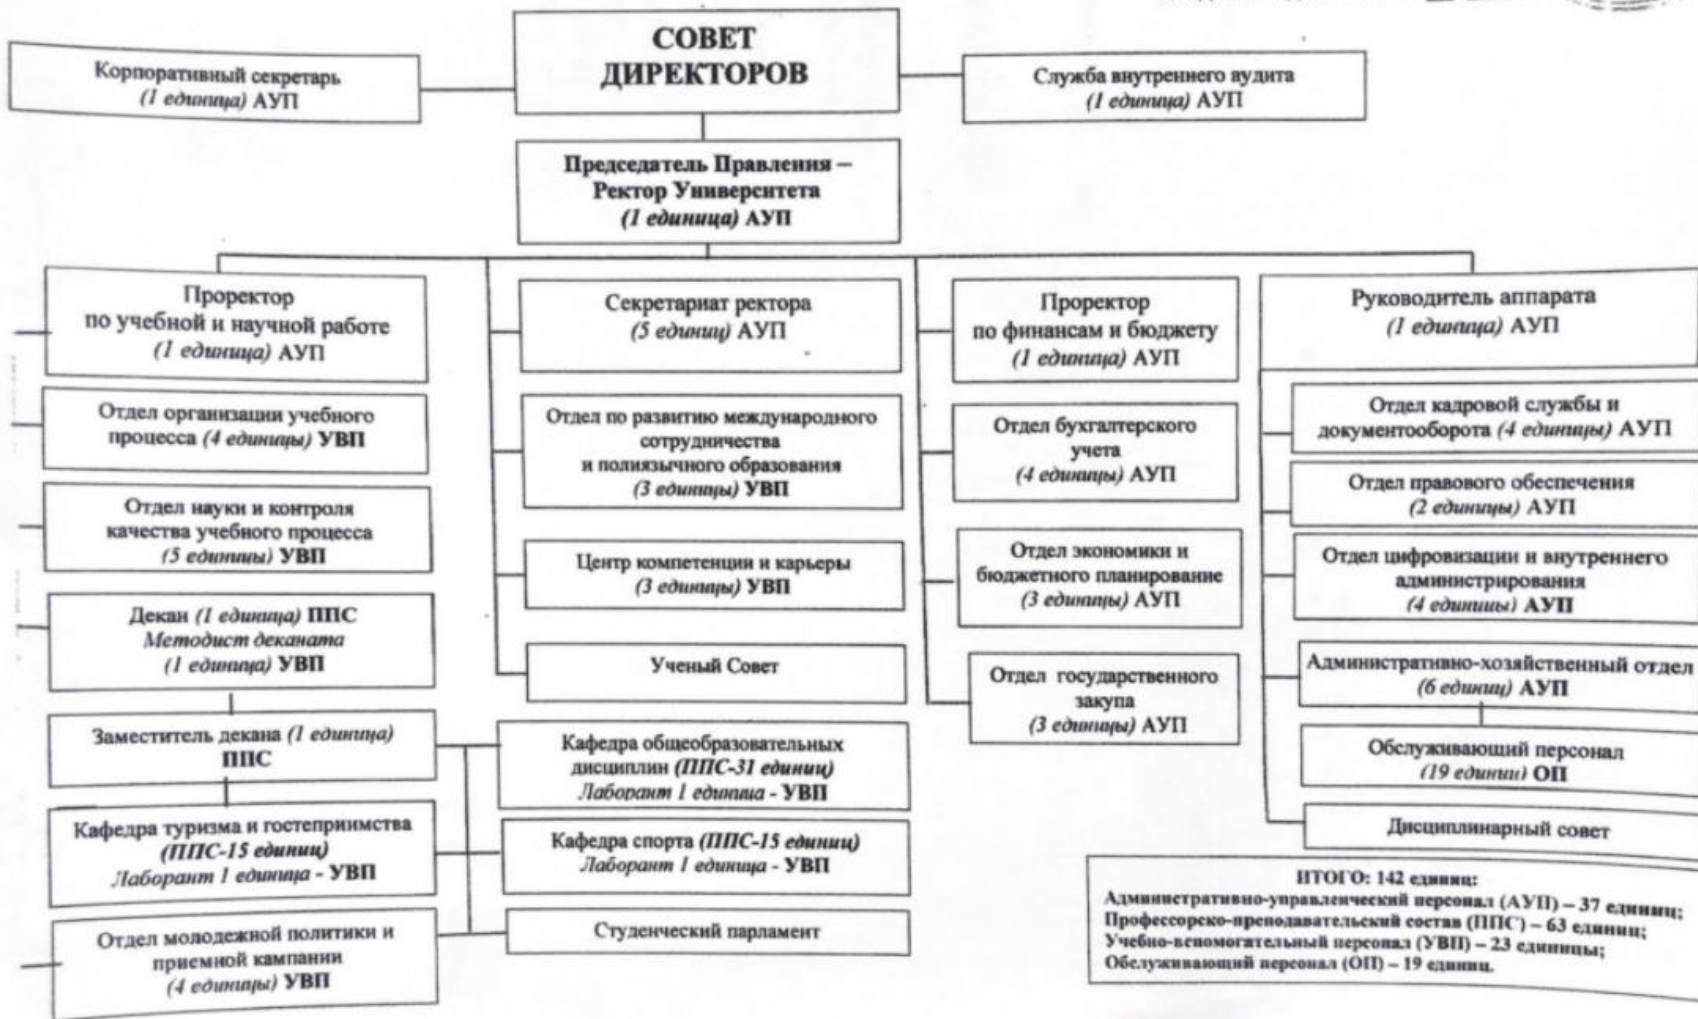 СОВЕТ
ДИРЕКТОРОВ
Корпоративный секретарь
(1 единица) АУП
Служба внутреннего аудита
(1 единица) АУП
Председатель Правления –
Ректор Университета
(1 единица) АУП
Проректор
по учебной и научной работе
(1 единица) АУП
Отдел организации учебного
процесса (4 единицы) УВП
Отдел науки и контроля
качества учебного процесса
(5 единицы) УВП
Декан (1 единица) ППС
Методист деканата
(1 единица) УВП
Заместитель декана (1 единица)
ППС
Кафедра туризма и гостеприимства
(ППС-15 единиц)
Лаборант 1 единица - УВП
Отдел молодежной политики и
приемной кампании
(4 единицы) УВП
Секретариат ректора
(5 единиц) АУП
Отдел по развитию международного
сотрудничества
и полиязычного образования
(3 единицы) УВП
Центр компетенции и карьеры
(3 единицы) УВП
Ученый Совет
Кафедра общеобразовательных
дисциплин (ППС-31 единиц)
Лаборант 1 единица - УВП
Кафедра спорта (ППС-15 единиц)
Лаборант 1 единица - УВП
Студенческий парламент
Проректор
по финансам и бюджету
(1 единица) АУП
Отдел бухгалтерского
учета
(4 единицы) АУП
Отдел экономики и
бюджетного планирование
(3 единицы) АУП
Отдел государственного
закупа
(3 единицы) АУП
Руководитель аппарата
(1 единица) АУП
Отдел кадровой службы и
документооборота (4 единицы) АУП
Отдел правового обеспечения
(2 единицы) АУП
Отдел цифровизации и внутреннего
администрирования
(4 единицы) АУП
Административно-хозяйственный отдел
(6 единиц) АУП
Обслуживающий персонал
(19 единиц) ОП
Дисциплинарный совет
ИТОГО: 142 единиц:
Административно-управленческий персонал (АУП) – 37 единиц;
Профессорско-преподавательский состав (ППС) – 63 единиц;
Учебно-вспомогательный персонал (УВП) – 23 единицы;
Обслуживающий персонал (ОП) – 19 единиц.